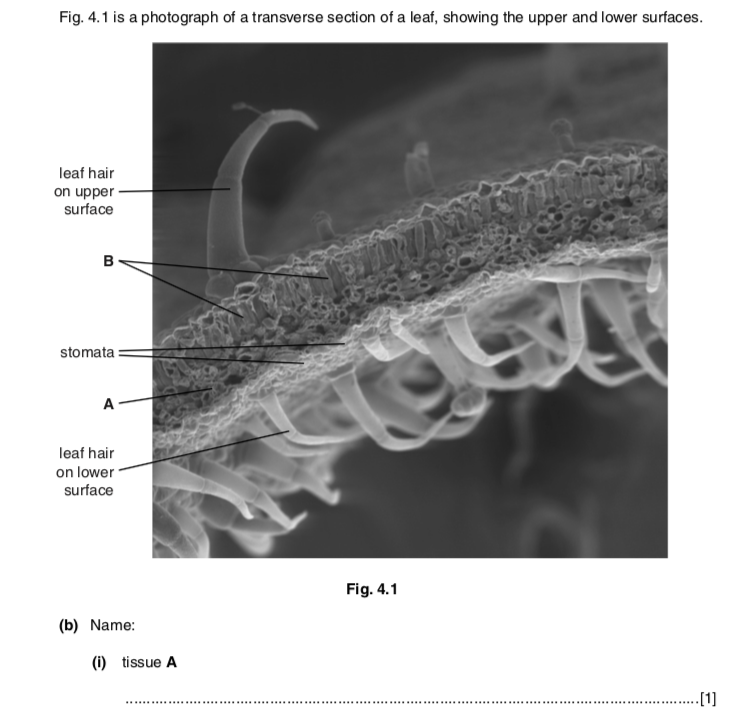 Fig. 4.1 is a photograph of a transverse section of a leaf, showing the upper and lower surfaces.
leaf hair
on upper
surface
B
stomata
A
leaf hair
on lower
surface
Fig. 4.1
(b) Name:
(i) tissue A
..............................................................................................................................[1]